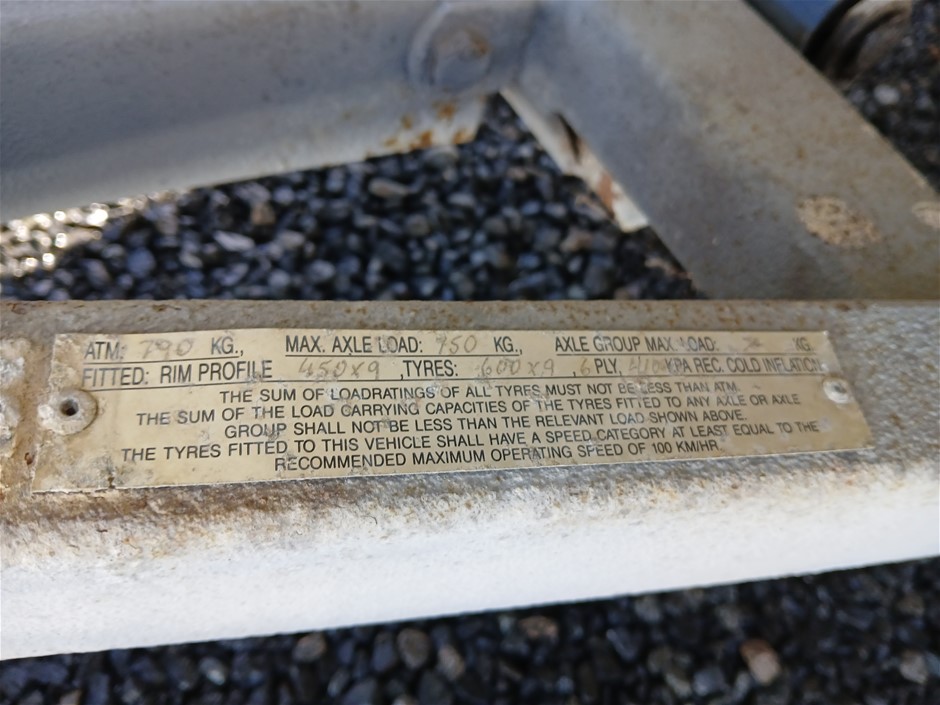 ATM: 790 KG., MAX. AXLE LOAD: 750 KG., AXLE GROUP MAX. LOAD: KG.
FITTED: RIM PROFILE 450x9 ,TYRES: 600x9 , 6 PLY, 410 KPA REC. COLD INFLATION
THE SUM OF LOADRATINGS OF ALL TYRES MUST NOT BE LESS THAN ATM.
THE SUM OF THE LOAD CARRYING CAPACITIES OF THE TYRES FITTED TO ANY AXLE OR AXLE
GROUP SHALL NOT BE LESS THAN THE RELEVANT LOAD SHOWN ABOVE.
THE TYRES FITTED TO THIS VEHICLE SHALL HAVE A SPEED CATEGORY AT LEAST EQUAL TO THE
RECOMMENDED MAXIMUM OPERATING SPEED OF 100 KM/HR.